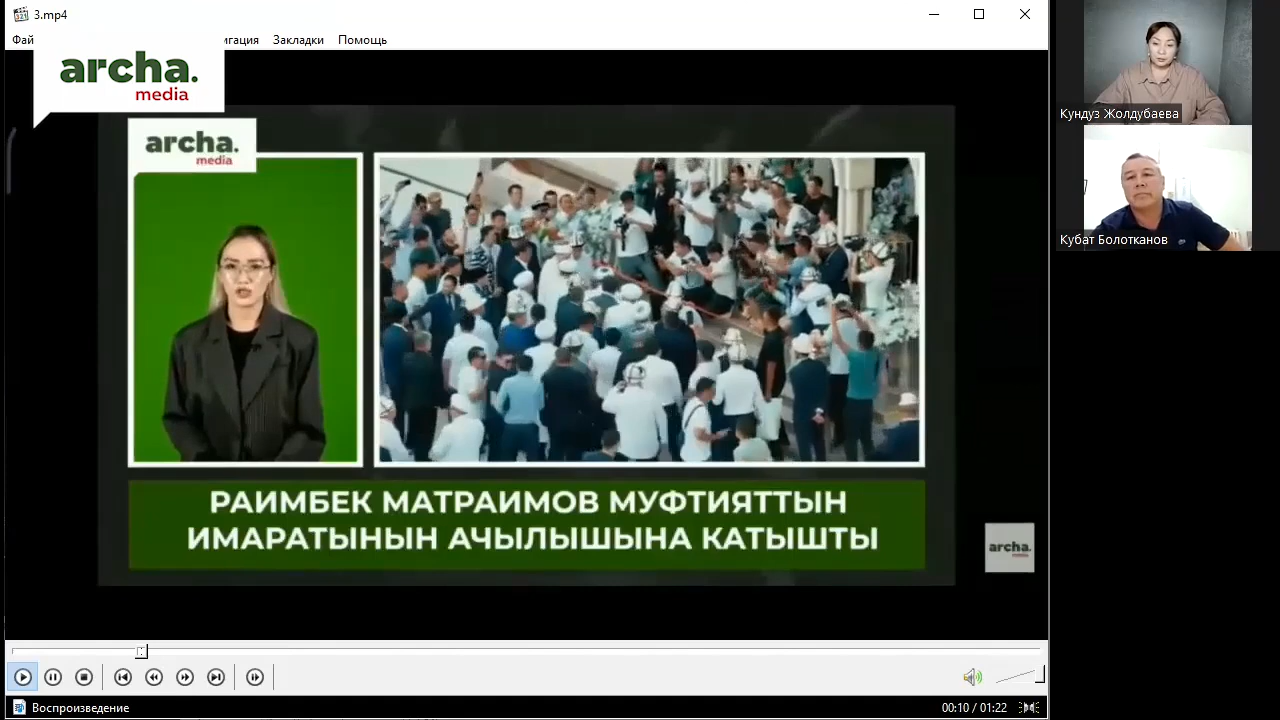 3.mp4
Фай
игация Закладки Помощь
archa.
media
archa.
media
РАИМБЕК МАТРАИМОВ МУФТИЯТТЫН
ИМАРАТЫНЫН АЧЫЛЫШЫНА КАТЫШТЫ
archa.
media
Воспроизведение
00:10 / 01:22
Кундуз Жолдубаева
Кубат Болотканов